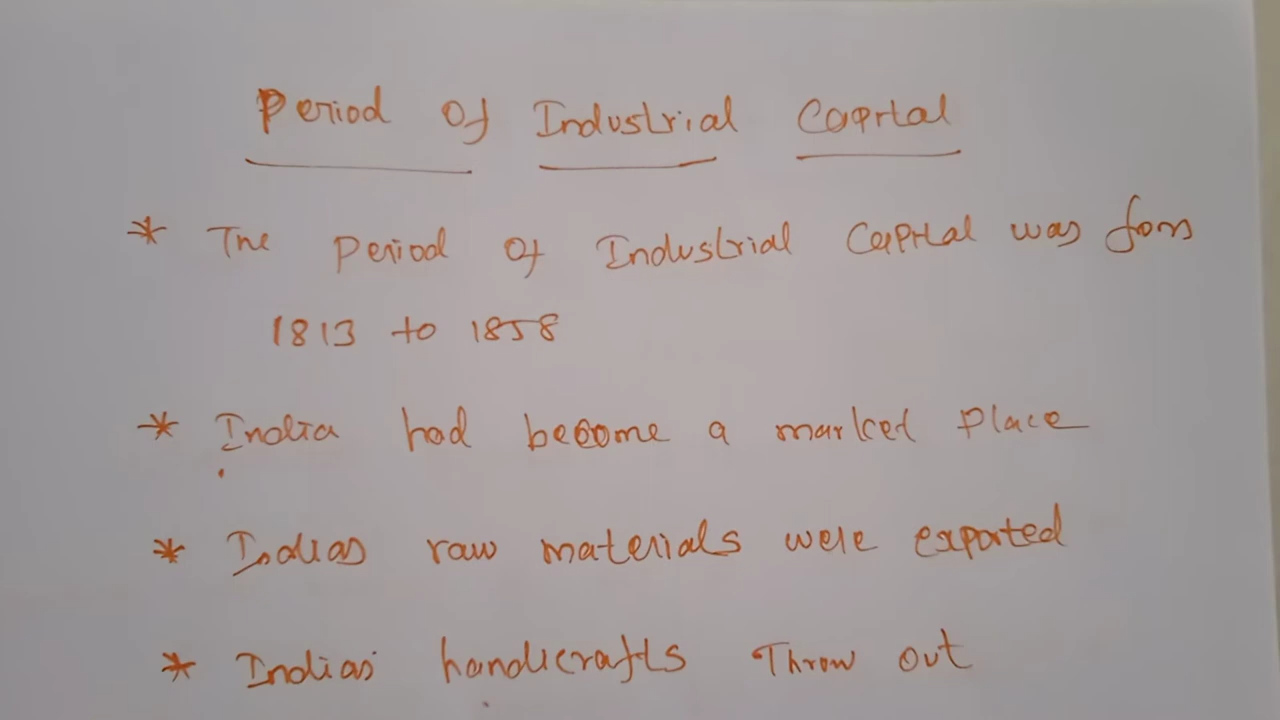 Period Of Industrial Capital
* The Period Of Industrial Capital was from
1813 to 1858
* India had become a market Place
* Indias raw materials were exported
* Indias' handicrafts Throw out